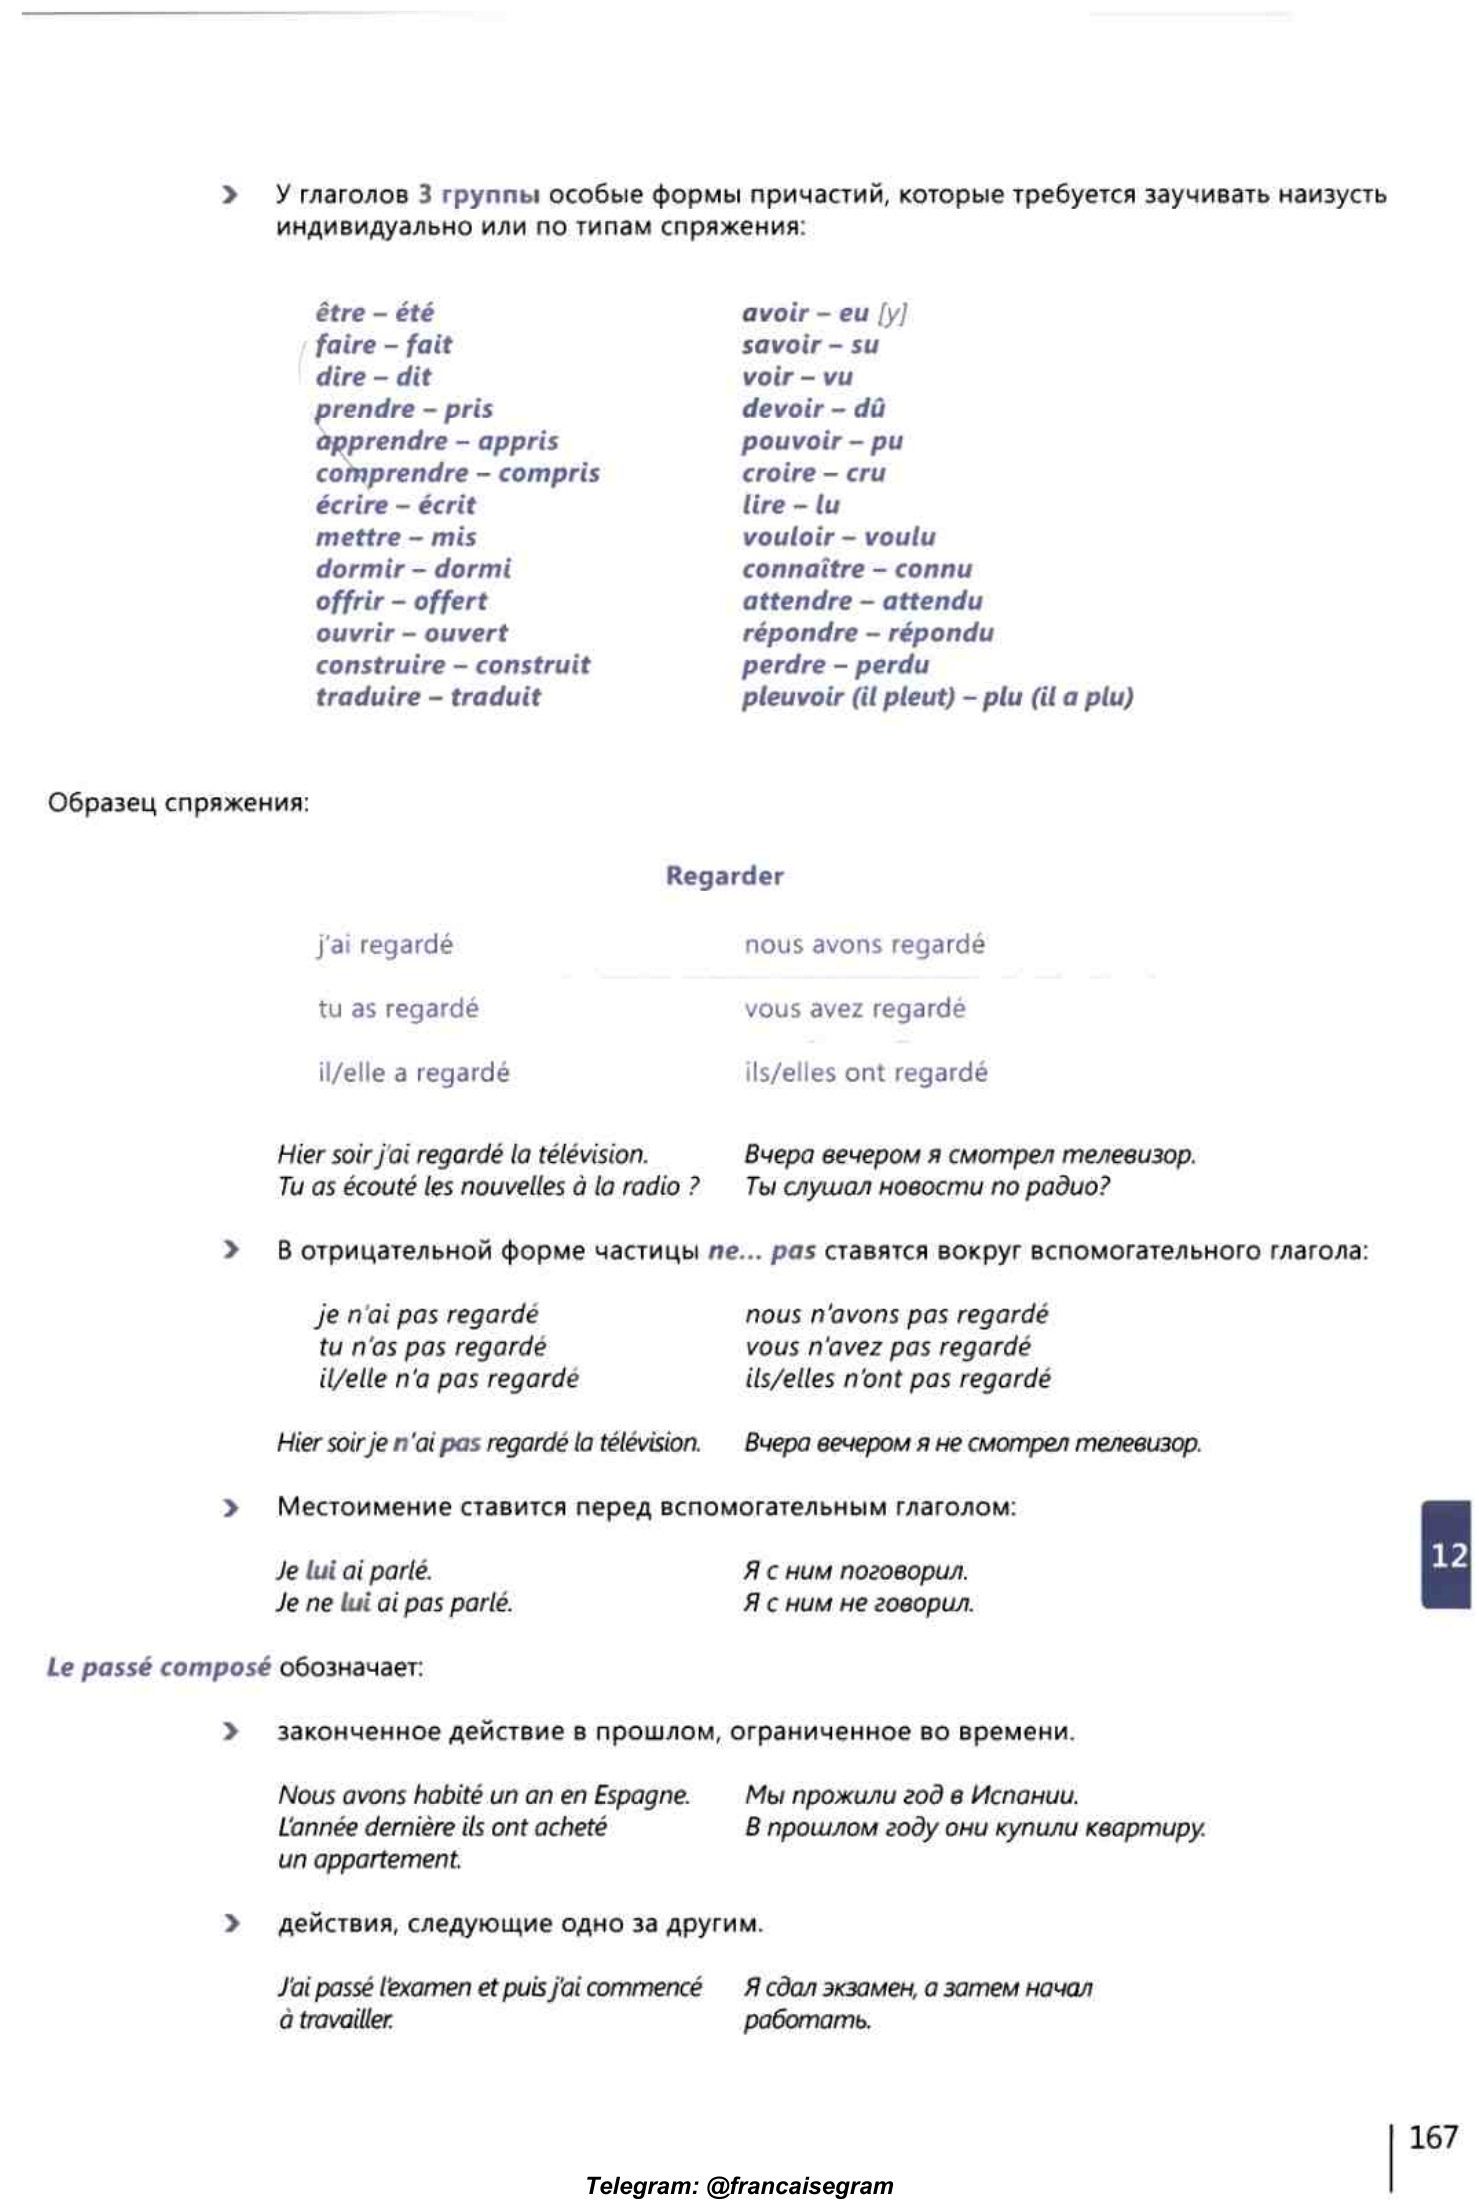 У глаголов 3 группы особые формы причастий, которые требуется заучивать наизусть
индивидуально или по типам спряжения:
être – été
faire – fait
dire – dit
prendre – pris
apprendre – appris
comprendre – compris
écrire – écrit
mettre – mis
dormir – dormi
offrir – offert
ouvrir – ouvert
construire – construit
traduire – traduit
avoir – eu [y]
savoir – su
voir – vu
devoir – dû
pouvoir – pu
croire – cru
lire – lu
vouloir – voulu
connaître – connu
attendre – attendu
répondre – répondu
perdre – perdu
pleuvoir (il pleut) – plu (il a plu)
Образец спряжения:
Regarder
j'ai regardé
nous avons regardé
tu as regardé
vous avez regardé
il/elle a regardé
ils/elles ont regardé
Hier soir j'ai regardé la télévision.
Вчера вечером я смотрел телевизор.
Tu as écouté les nouvelles à la radio ?
Ты слушал новости по радио?
В отрицательной форме частицы ne... pas ставятся вокруг вспомогательного глагола:
je n'ai pas regardé
nous n'avons pas regardé
tu n'as pas regardé
vous n'avez pas regardé
il/elle n'a pas regardé
ils/elles n'ont pas regardé
Hier soir je n'ai pas regardé la télévision.
Вчера вечером я не смотрел телевизор.
Местоимение ставится перед вспомогательным глаголом:
Je lui ai parlé.
Я с ним поговорил.
Je ne lui ai pas parlé.
Я с ним не говорил.
12
Le passé composé обозначает:
законченное действие в прошлом, ограниченное во времени.
Nous avons habité un an en Espagne.
Мы прожили год в Испании.
L'année dernière ils ont acheté
un appartement.
В прошлом году они купили квартиру.
действия, следующие одно за другим.
J'ai passé l'examen et puis j'ai commencé
à travailler.
Я сдал экзамен, а затем начал
работать.
167
Telegram: @francaisegram